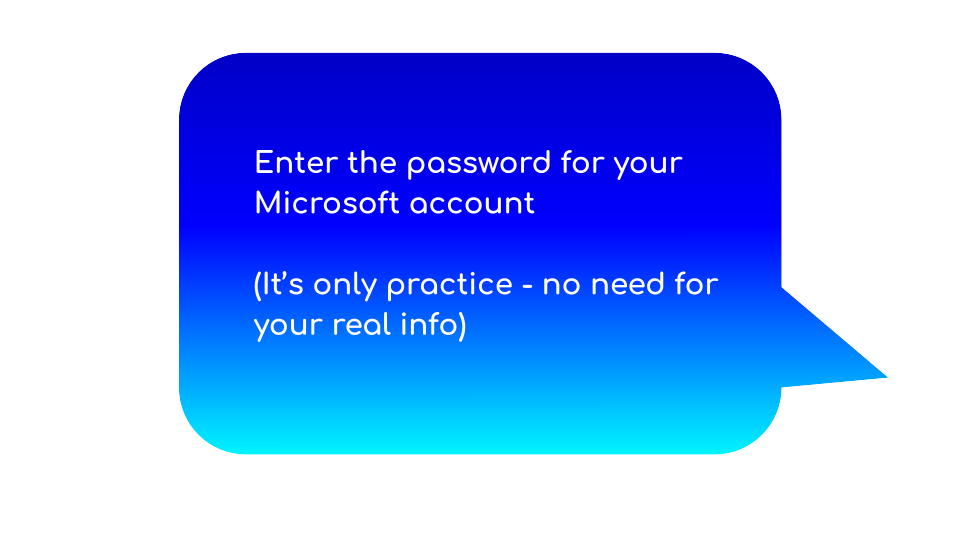 Enter the password for your
Microsoft account
(It’s only practice - no need for
your real info)